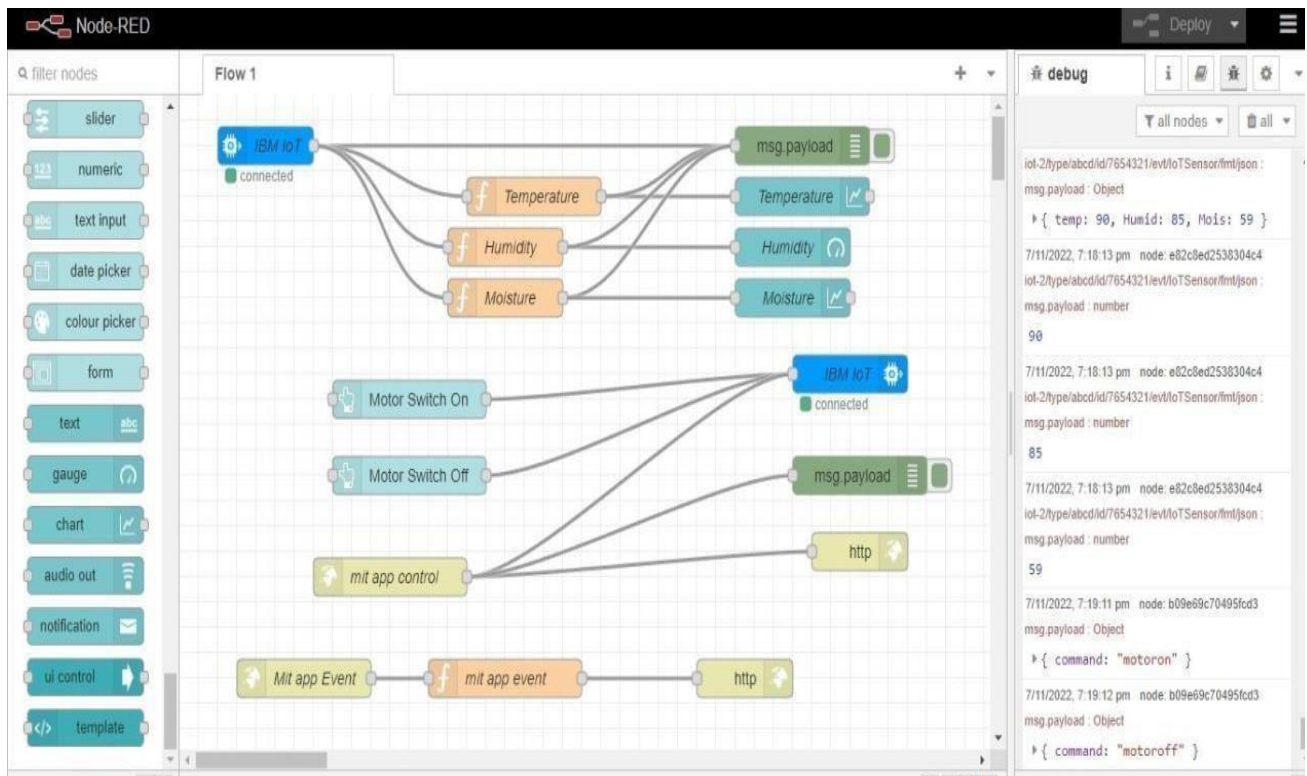 Node-RED
Deploy
filter nodes
slider
123 numeric
abc text input
date picker
colour picker
form
text abc
gauge
chart
audio out
notification
ui control
</> template
Flow 1
IBM IoT
connected
msg.payload
Temperature
Temperature
Humidity
Humidity
Moisture
Moisture
IBM IoT
connected
Motor Switch On
Motor Switch Off
msg.payload
http
mit app control
Mit app Event
mit app event
http
debug
i
all nodes
all
iot-2/type/abcd/id/7654321/evt/IoTSensor/fmt/json :
msg.payload : Object
{ temp: 90, Humid: 85, Mois: 59 }
7/11/2022, 7:18:13 pm node: e82c8ed2538304c4
iot-2/type/abcd/id/7654321/evt/IoTSensor/fmt/json :
msg.payload : number
90
7/11/2022, 7:18:13 pm node: e82c8ed2538304c4
iot-2/type/abcd/id/7654321/evt/IoTSensor/fmt/json :
msg.payload : number
85
7/11/2022, 7:18:13 pm node: e82c8ed2538304c4
iot-2/type/abcd/id/7654321/evt/IoTSensor/fmt/json :
msg.payload : number
59
7/11/2022, 7:19:11 pm node: b09e69c70495fcd3
msg.payload : Object
{ command: "motoron" }
7/11/2022, 7:19:12 pm node: b09e69c70495fcd3
msg.payload : Object
{ command: "motoroff" }